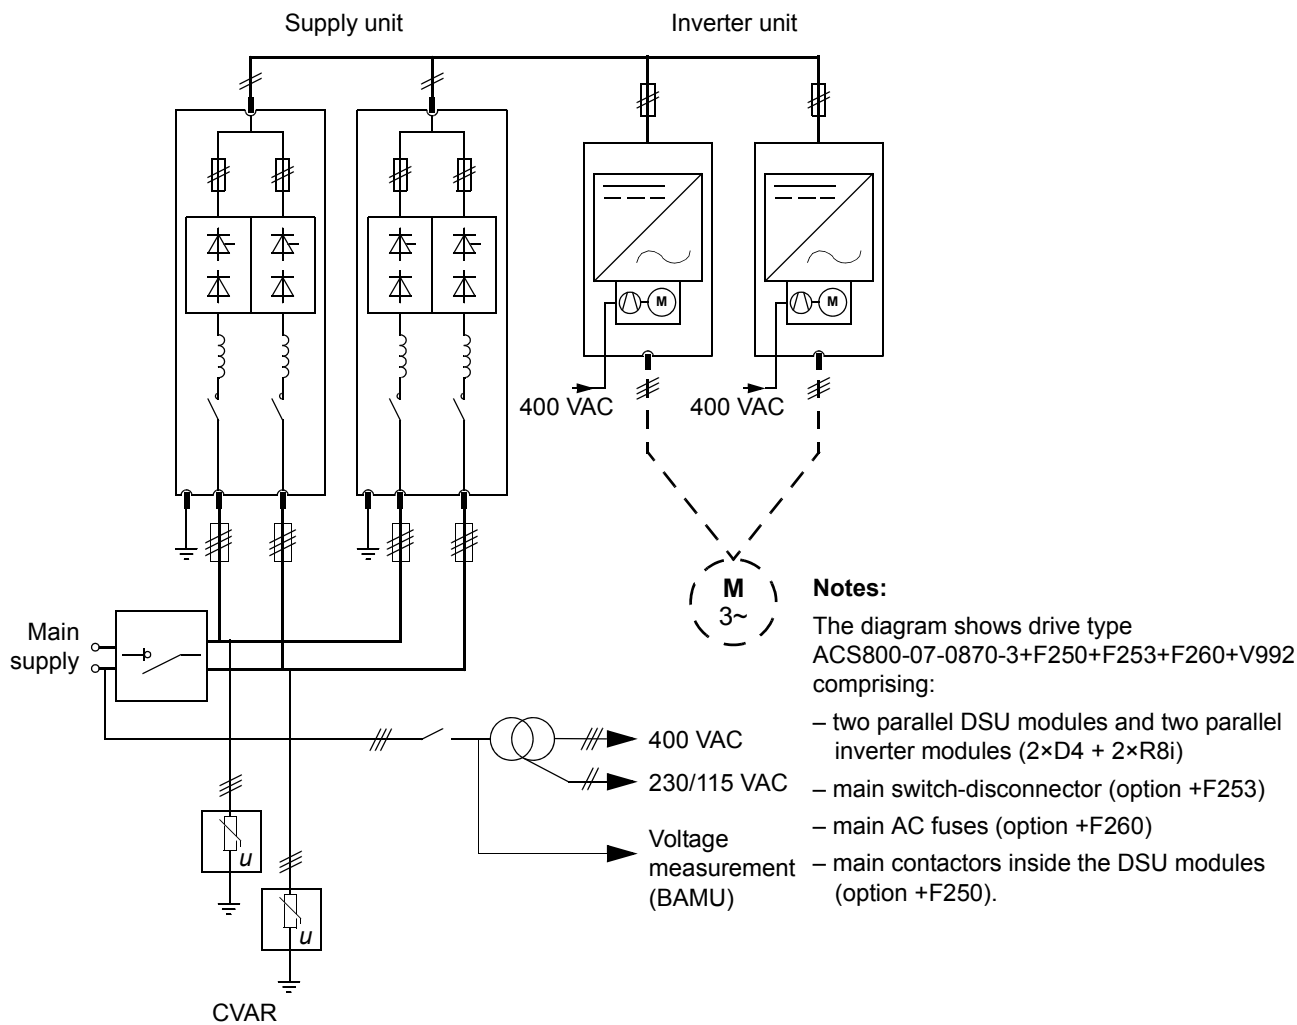 Supply unit
Inverter unit
M
M
400 VAC
400 VAC
M
3~
Main
supply
400 VAC
230/115 VAC
Voltage
measurement
(BAMU)
u
u
CVAR
Notes:
The diagram shows drive type
ACS800-07-0870-3+F250+F253+F260+V992
comprising:
– two parallel DSU modules and two parallel
inverter modules (2×D4 + 2×R8i)
– main switch-disconnector (option +F253)
– main AC fuses (option +F260)
– main contactors inside the DSU modules
(option +F250).